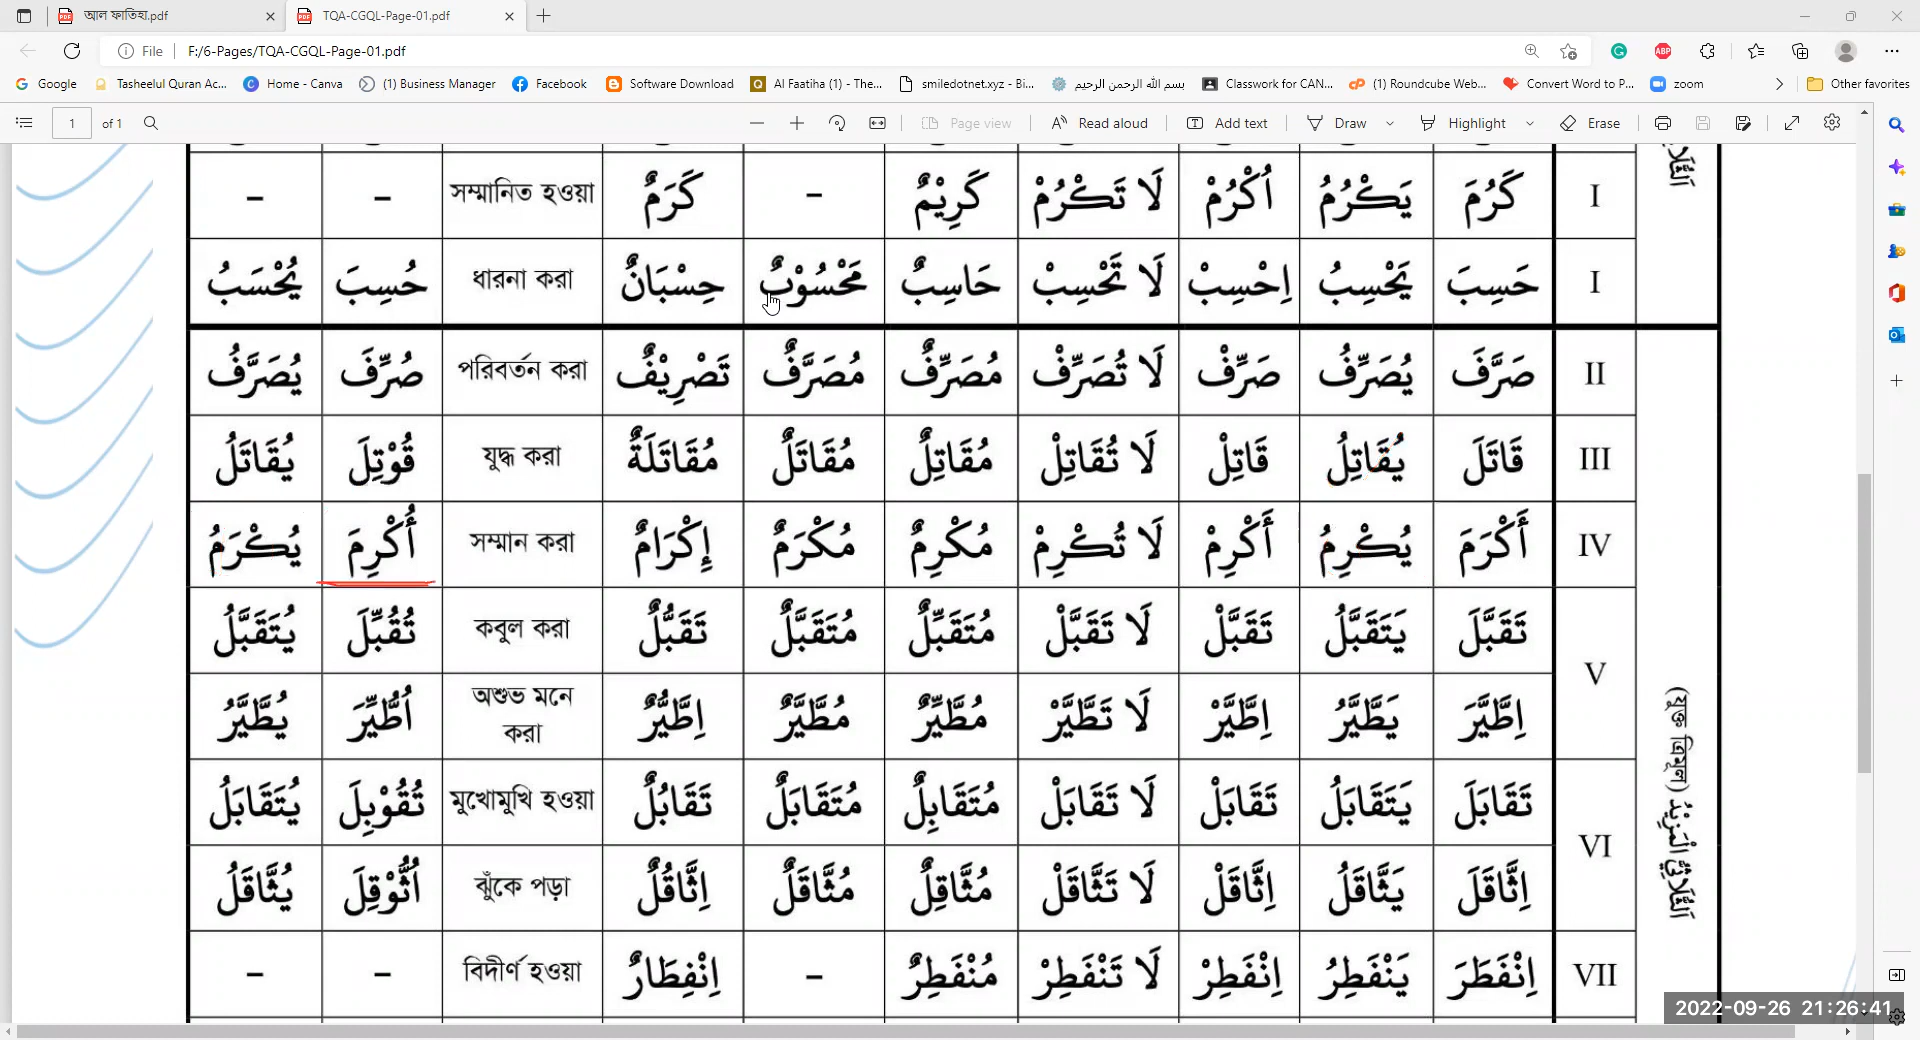 আল ফাতিহা.pdf
TQA-CGQL-Page-01.pdf
File
F:/6-Pages/TQA-CGQL-Page-01.pdf
Google
Tasheelul Quran Ac...
Home - Canva
(1) Business Manager
Facebook
Software Download
Al Faatiha (1) - The...
smiledotnet.xyz - Bi...
بسم الله الرحمن الرحيم
Classwork for CAN...
(1) Roundcube Web...
Convert Word to P...
zoom
Other favorites
1 of 1
Page view
Read aloud
Add text
Draw
Highlight
Erase
I كَرُمَ يَكْرُمُ اُكْرُمْ لَا تَكْرُمْ كَرِيْمٌ – كَرَمٌ সম্মানিত হওয়া – –
I حَسِبَ يَحْسِبُ اِحْسِبْ لَا تَحْسِبْ حَاسِبٌ مَحْسُوْبٌ حِسْبَانٌ ধারনা করা حُسِبَ يُحْسَبُ
II صَرَّفَ يُصَرِّفُ صَرِّفْ لَا تُصَرِّفْ مُصَرِّفٌ مُصَرَّفٌ تَصْرِيْفٌ পরিবর্তন করা صُرِّفَ يُصَرَّفُ
III قَاتَلَ يُقَاتِلُ قَاتِلْ لَا تُقَاتِلْ مُقَاتِلٌ مُقَاتَلٌ مُقَاتَلَةٌ যুদ্ধ করা قُوْتِلَ يُقَاتَلُ
IV أَكْرَمَ يُكْرِمُ أَكْرِمْ لَا تُكْرِمْ مُكْرِمٌ مُكْرَمٌ إِكْرَامٌ সম্মান করা أُكْرِمَ يُكْرَمُ
V تَقَبَّلَ يَتَقَبَّلُ تَقَبَّلْ لَا تَقَبَّلْ مُتَقَبِّلٌ مُتَقَبَّلٌ تَقَبُّلٌ কবুল করা تُقُبِّلَ يُتَقَبَّلُ
اِطَّيَّرَ يَطَّيَّرُ اِطَّيَّرْ لَا تَطَّيَّرْ مُطَّيِّرٌ مُطَّيَّرٌ اِطَّيُّرٌ অশুভ মনে
করা اُطُّيِّرَ يُطَّيَّرُ
VI تَقَابَلَ يَتَقَابَلُ تَقَابَلْ لَا تَقَابَلْ مُتَقَابِلٌ مُتَقَابَلٌ تَقَابُلٌ মুখোমুখি হওয়া تُقُوْبِلَ يُتَقَابَلُ
اِثَّاقَلَ يَثَّاقَلُ اِثَّاقَلْ لَا تَثَّاقَلْ مُثَّاقِلٌ مُثَّاقَلٌ اِثَّاقُلٌ ঝুঁকে পড়া اُثُّوْقِلَ يُثَّاقَلُ
VII اِنْفَطَرَ يَنْفَطِرُ اِنْفَطِرْ لَا تَنْفَطِرْ مُنْفَطِرٌ – اِنْفِطَارٌ বিদীর্ণ হওয়া – –
اَلثُّلَاثِيُّ الْمَزِيْدُ (যুক্ত ত্রিমূল)
2022-09-26 21:26:41